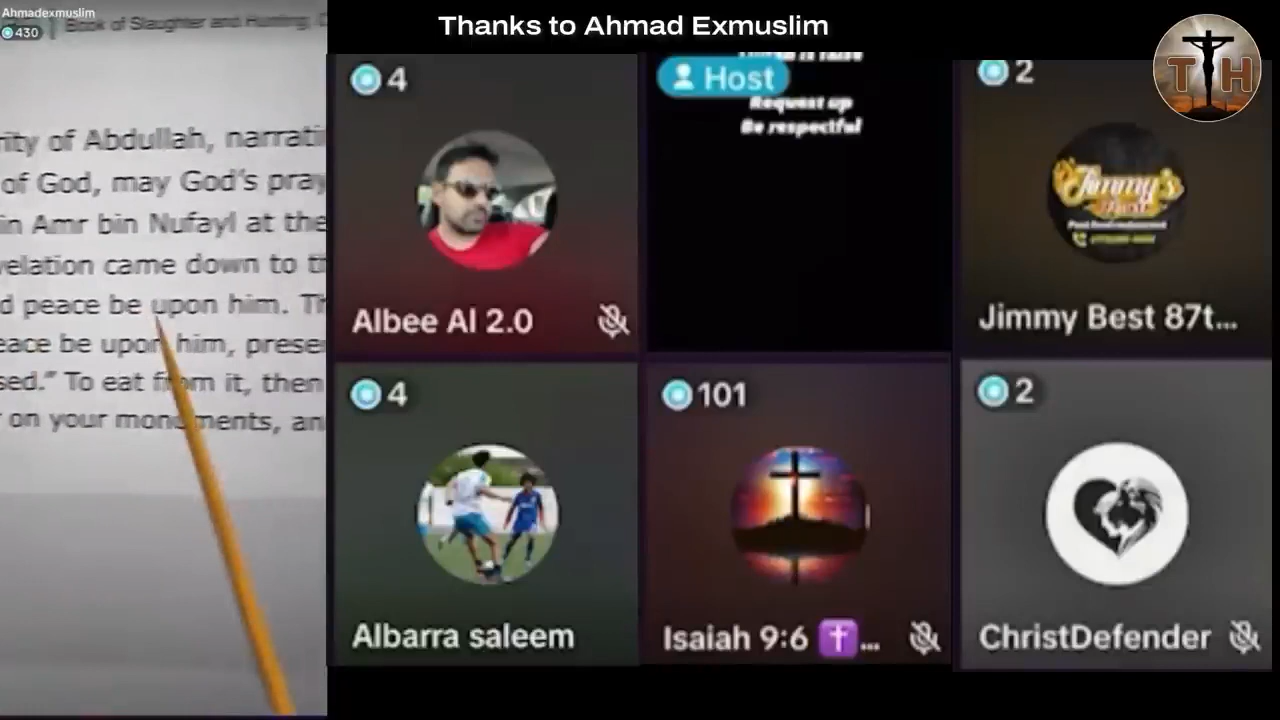 Thanks to Ahmad Exmuslim
Ahmadexmuslim
430
Book of Slaughter and Hunting,
rity of Abdullah, narrati
of God, may God's pray
in Amr bin Nufayl at the
velation came down to th
d peace be upon him. Th
eace be upon him, prese
sed." To eat from it, then
on your monuments, an
4
Albee Al 2.0
Host
Request up
Be respectful
2
Jimmy's
Best
Jimmy Best 87t...
4
Albarra saleem
101
Isaiah 9:6 ✝️...
2
ChristDefender
TH